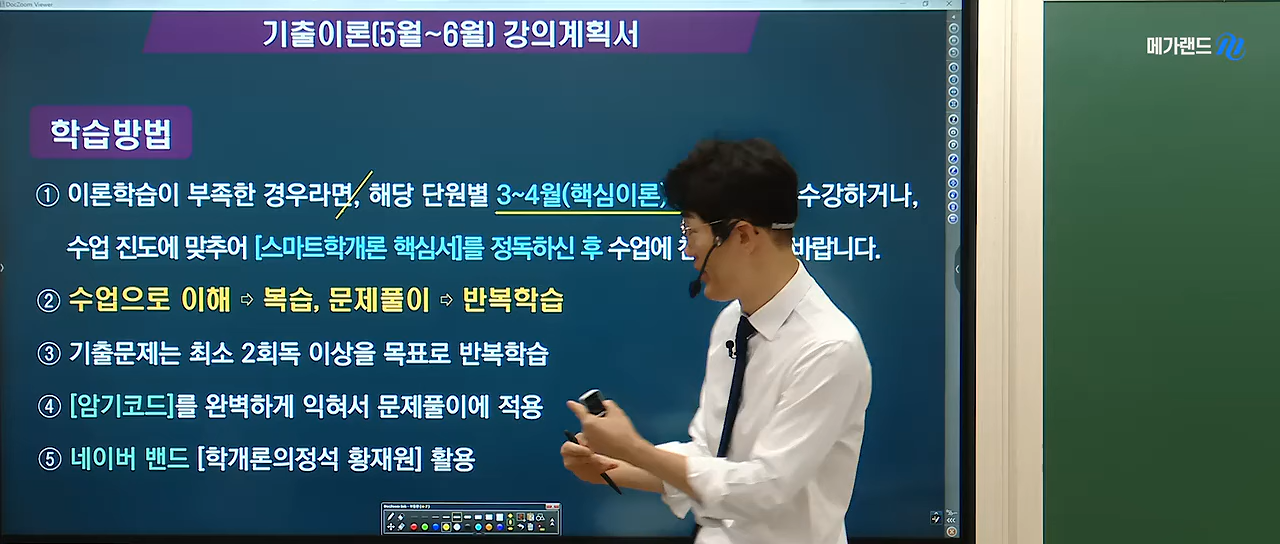 DocZoom Viewer
기출이론(5월~6월) 강의계획서
메가랜드
학습방법
① 이론학습이 부족한 경우라면, 해당 단원별 3~4월(핵심이론) 수강하거나,
수업 진도에 맞추어 [스마트학개론 핵심서]를 정독하신 후 수업에 바랍니다.
② 수업으로 이해 ⇨ 복습, 문제풀이 ⇨ 반복학습
③ 기출문제는 최소 2회독 이상을 목표로 반복학습
④ [암기코드]를 완벽하게 익혀서 문제풀이에 적용
⑤ 네이버 밴드 [학개론의정석 황재원] 활용